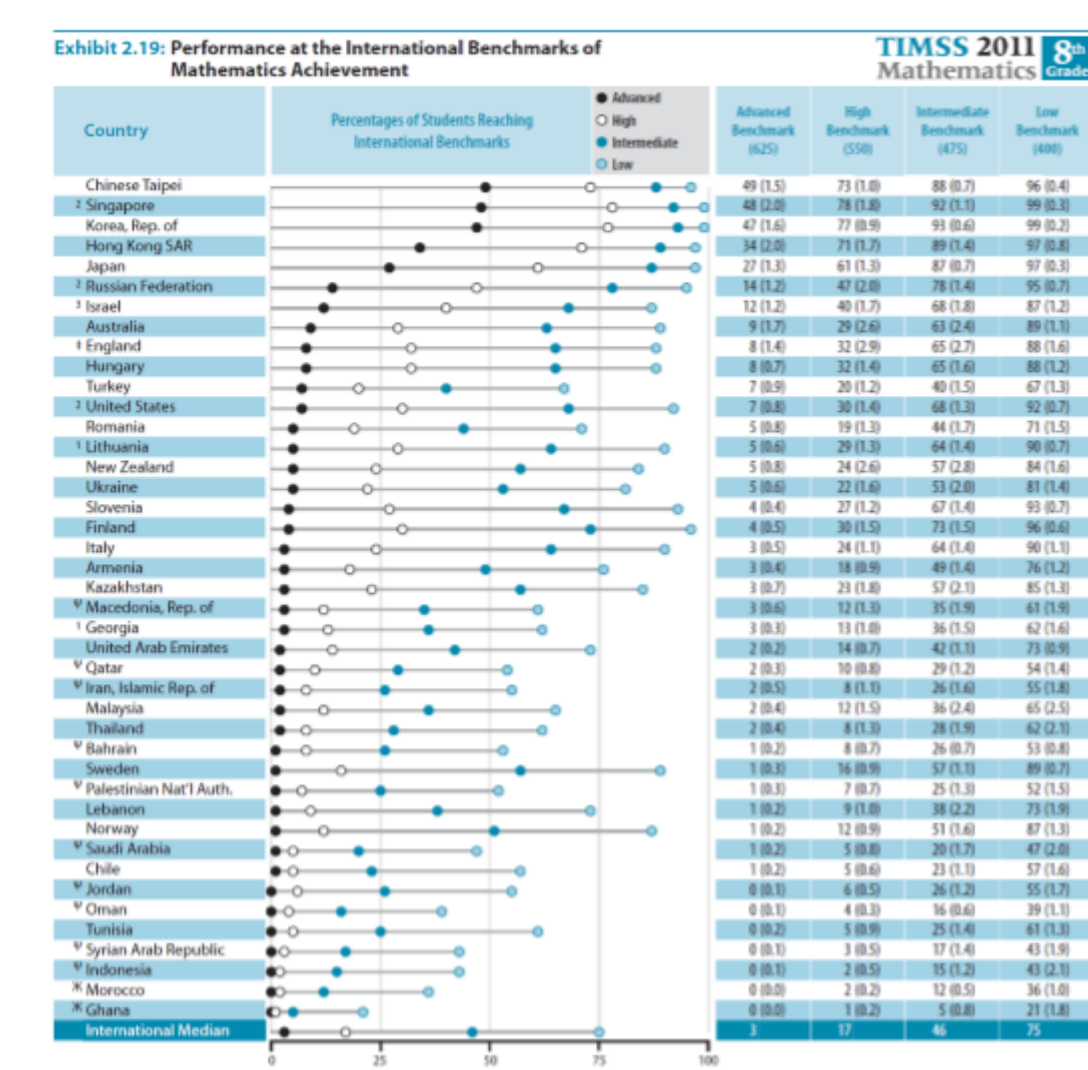 Exhibit 2.19: Performance at the International Benchmarks of
Mathematics Achievement
TIMSS 2011 8th
Mathematics Grade
Country
Percentages of Students Reaching
International Benchmarks
Advanced
High
Intermediate
Low
Advanced Benchmark (625)
High Benchmark (550)
Intermediate Benchmark (475)
Low Benchmark (400)
Chinese Taipei 49 (1.5) 73 (1.0) 88 (0.7) 96 (0.4)
2 Singapore 48 (2.0) 78 (1.8) 92 (1.1) 99 (0.3)
Korea, Rep. of 47 (1.6) 77 (0.9) 93 (0.6) 99 (0.2)
Hong Kong SAR 34 (2.0) 71 (1.7) 89 (1.4) 97 (0.8)
Japan 27 (1.3) 61 (1.3) 87 (0.7) 97 (0.3)
2 Russian Federation 14 (1.2) 47 (2.0) 78 (1.4) 95 (0.7)
3 Israel 12 (1.2) 40 (1.7) 68 (1.8) 87 (1.2)
Australia 9 (1.7) 29 (2.6) 63 (2.4) 89 (1.1)
‡ England 8 (1.4) 32 (2.9) 65 (2.7) 88 (1.6)
Hungary 8 (0.7) 32 (1.4) 65 (1.6) 88 (1.2)
Turkey 7 (0.9) 20 (1.2) 40 (1.5) 67 (1.3)
2 United States 7 (0.8) 30 (1.4) 68 (1.3) 92 (0.7)
Romania 5 (0.8) 19 (1.3) 44 (1.7) 71 (1.5)
1 Lithuania 5 (0.6) 29 (1.3) 64 (1.4) 90 (0.7)
New Zealand 5 (0.8) 24 (2.6) 57 (2.8) 84 (1.6)
Ukraine 5 (0.6) 22 (1.6) 53 (2.0) 81 (1.4)
Slovenia 4 (0.4) 27 (1.2) 67 (1.4) 93 (0.7)
Finland 4 (0.5) 30 (1.5) 73 (1.5) 96 (0.6)
Italy 3 (0.5) 24 (1.1) 64 (1.4) 90 (1.1)
Armenia 3 (0.4) 18 (0.9) 49 (1.4) 76 (1.2)
Kazakhstan 3 (0.7) 23 (1.8) 57 (2.1) 85 (1.3)
Ψ Macedonia, Rep. of 3 (0.6) 12 (1.3) 35 (1.9) 61 (1.9)
1 Georgia 3 (0.3) 13 (1.0) 36 (1.5) 62 (1.6)
United Arab Emirates 2 (0.2) 14 (0.7) 42 (1.1) 73 (0.9)
Ψ Qatar 2 (0.3) 10 (0.8) 29 (1.2) 54 (1.4)
Ψ Iran, Islamic Rep. of 2 (0.5) 8 (1.1) 26 (1.6) 55 (1.8)
Malaysia 2 (0.4) 12 (1.5) 36 (2.4) 65 (2.5)
Thailand 2 (0.4) 8 (1.3) 28 (1.9) 62 (2.1)
Ψ Bahrain 1 (0.2) 8 (0.7) 26 (0.7) 53 (0.8)
Sweden 1 (0.3) 16 (0.9) 57 (1.1) 89 (0.7)
Ψ Palestinian Nat'l Auth. 1 (0.3) 7 (0.7) 25 (1.3) 52 (1.5)
Lebanon 1 (0.2) 9 (1.0) 38 (2.2) 73 (1.9)
Norway 1 (0.2) 12 (0.9) 51 (1.6) 87 (1.3)
Ψ Saudi Arabia 1 (0.2) 5 (0.8) 20 (1.7) 47 (2.0)
Chile 1 (0.2) 5 (0.6) 23 (1.1) 57 (1.6)
Ψ Jordan 0 (0.1) 6 (0.5) 26 (1.2) 55 (1.7)
Ψ Oman 0 (0.1) 4 (0.3) 16 (0.6) 39 (1.1)
Tunisia 0 (0.2) 5 (0.9) 25 (1.4) 61 (1.3)
Ψ Syrian Arab Republic 0 (0.1) 3 (0.5) 17 (1.4) 43 (1.9)
Ψ Indonesia 0 (0.1) 2 (0.5) 15 (1.2) 43 (2.1)
Ж Morocco 0 (0.0) 2 (0.2) 12 (0.5) 36 (1.0)
Ж Ghana 0 (0.0) 1 (0.2) 5 (0.8) 21 (1.8)
International Median 3 17 46 75
0 25 50 75 100